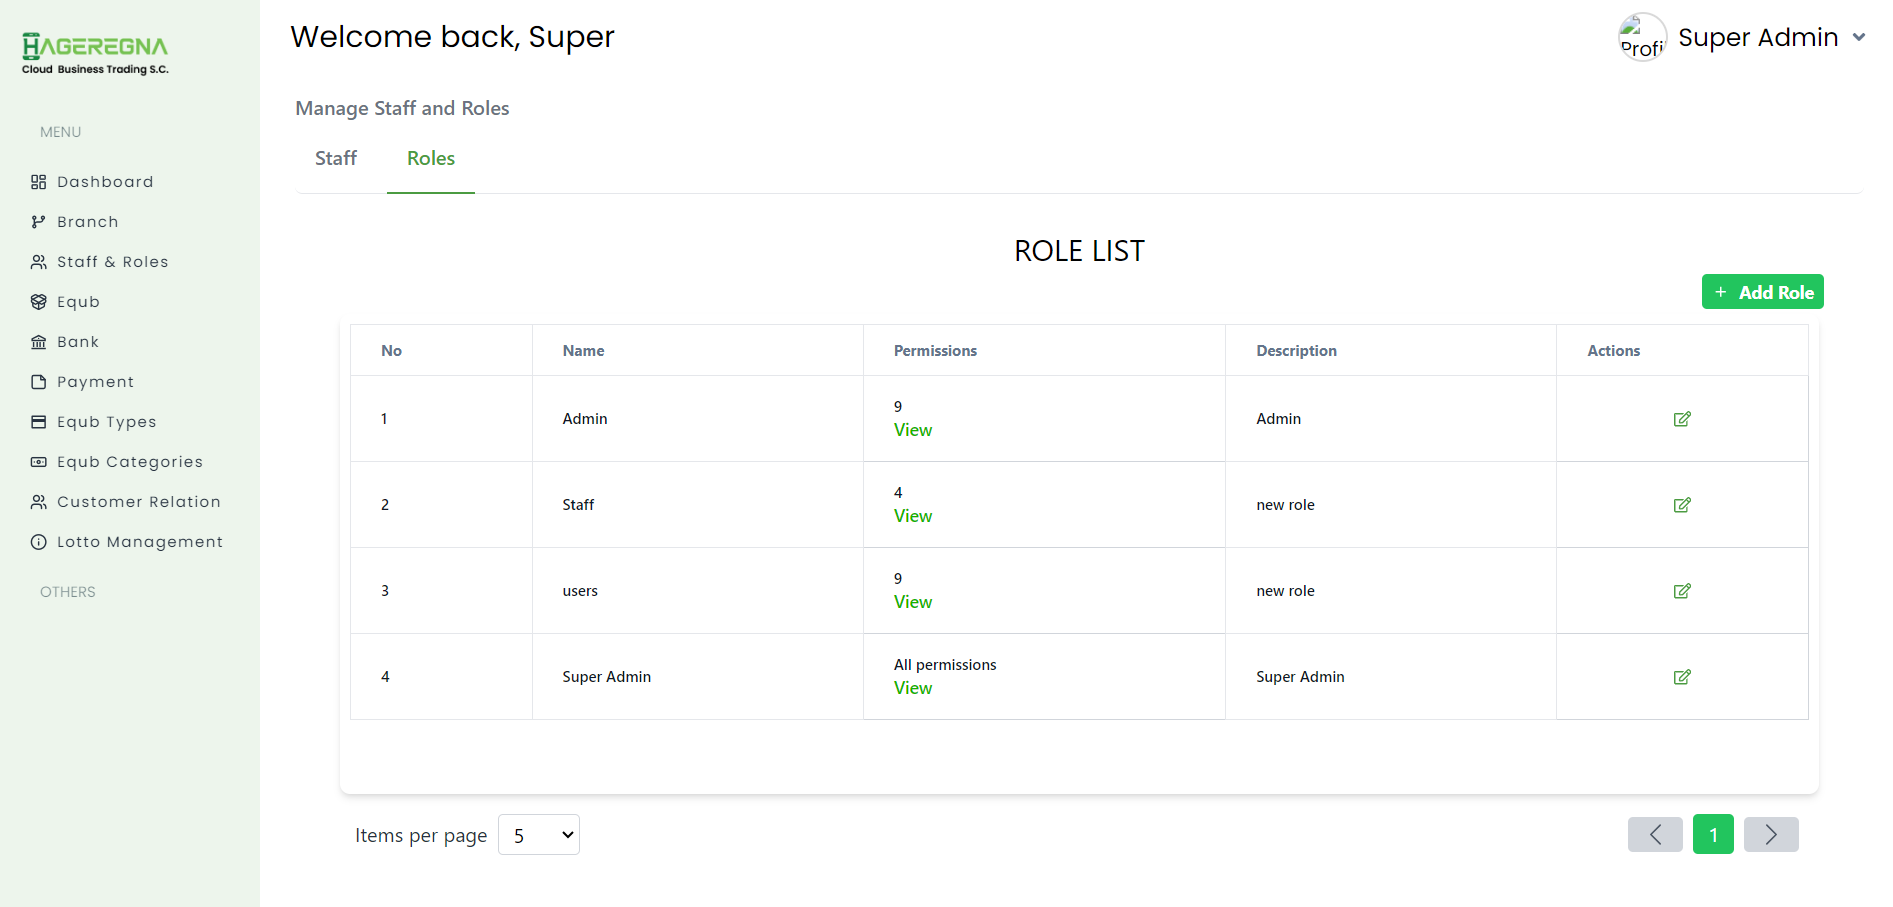 HAGEREGNA
Cloud Business Trading S.C.
MENU
Dashboard
Branch
Staff & Roles
Equb
Bank
Payment
Equb Types
Equb Categories
Customer Relation
Lotto Management
OTHERS
Welcome back, Super
Profi
Super Admin
Manage Staff and Roles
Staff Roles
ROLE LIST
+ Add Role
No Name Permissions Description Actions
1 Admin 9 View Admin
2 Staff 4 View new role
3 users 9 View new role
4 Super Admin All permissions View Super Admin
Items per page 5
1